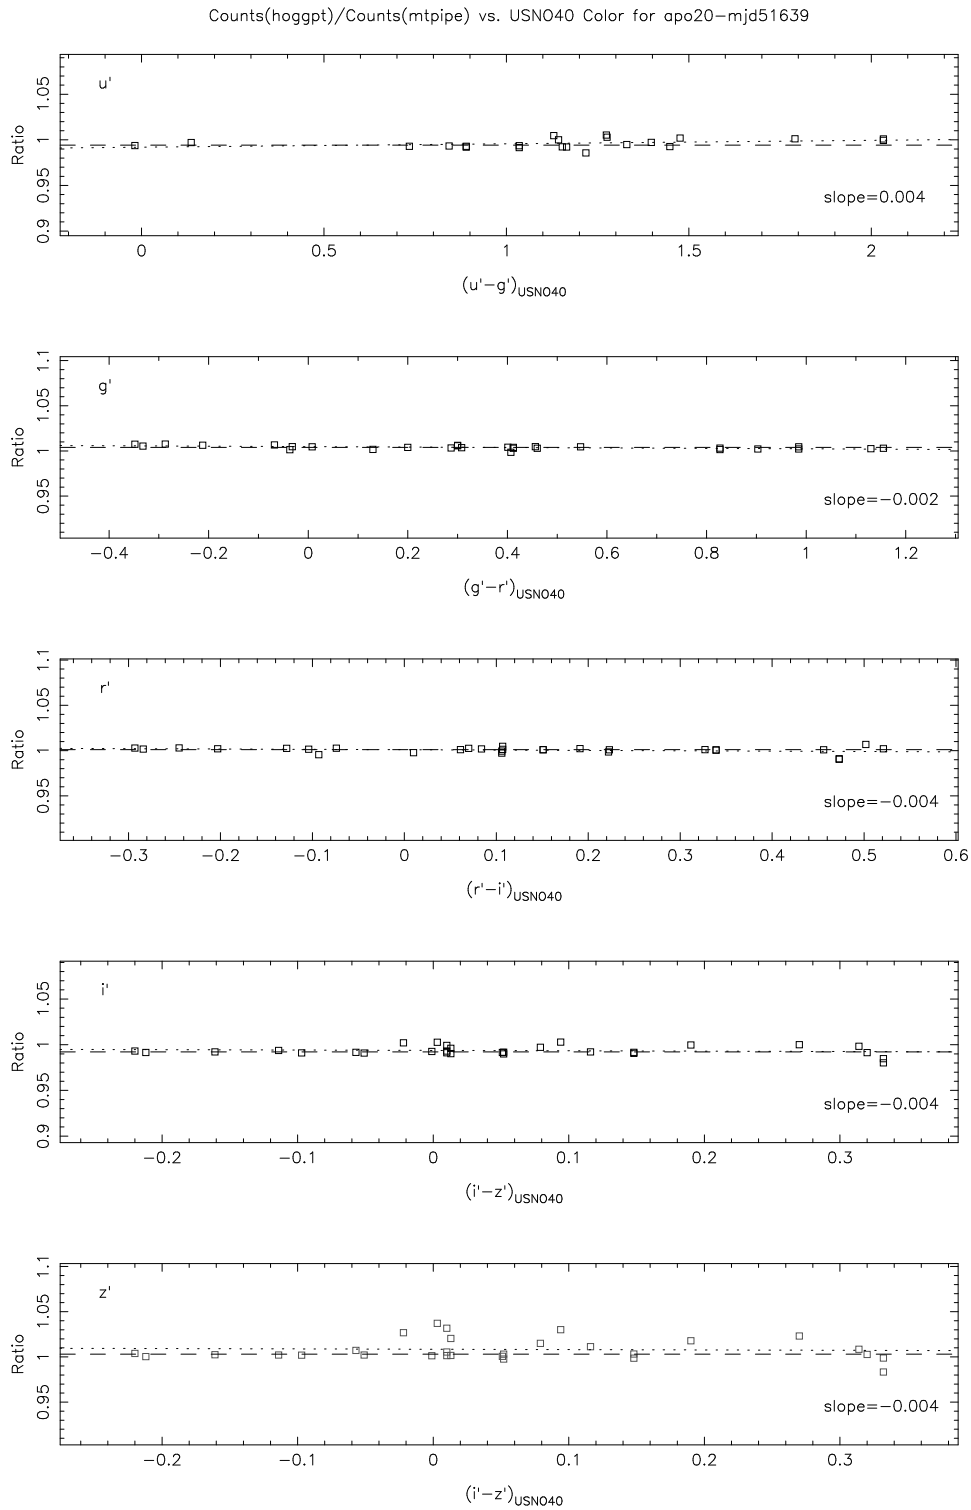 Counts(hoggpt)/Counts(mtpipe) vs. USNO40 Color for apo20-mjd51639
u'
Ratio
1.05
1
0.95
0.9
slope=0.004
0 0.5 1 1.5 2
(u'-g')USNO40
g'
Ratio
1.1
1.05
1
0.95
slope=-0.002
-0.4 -0.2 0 0.2 0.4 0.6 0.8 1 1.2
(g'-r')USNO40
r'
Ratio
1.1
1.05
1
0.95
slope=-0.004
-0.3 -0.2 -0.1 0 0.1 0.2 0.3 0.4 0.5 0.6
(r'-i')USNO40
i'
Ratio
1.05
1
0.95
0.9
slope=-0.004
-0.2 -0.1 0 0.1 0.2 0.3
(i'-z')USNO40
z'
Ratio
1.1
1.05
1
0.95
slope=-0.004
-0.2 -0.1 0 0.1 0.2 0.3
(i'-z')USNO40